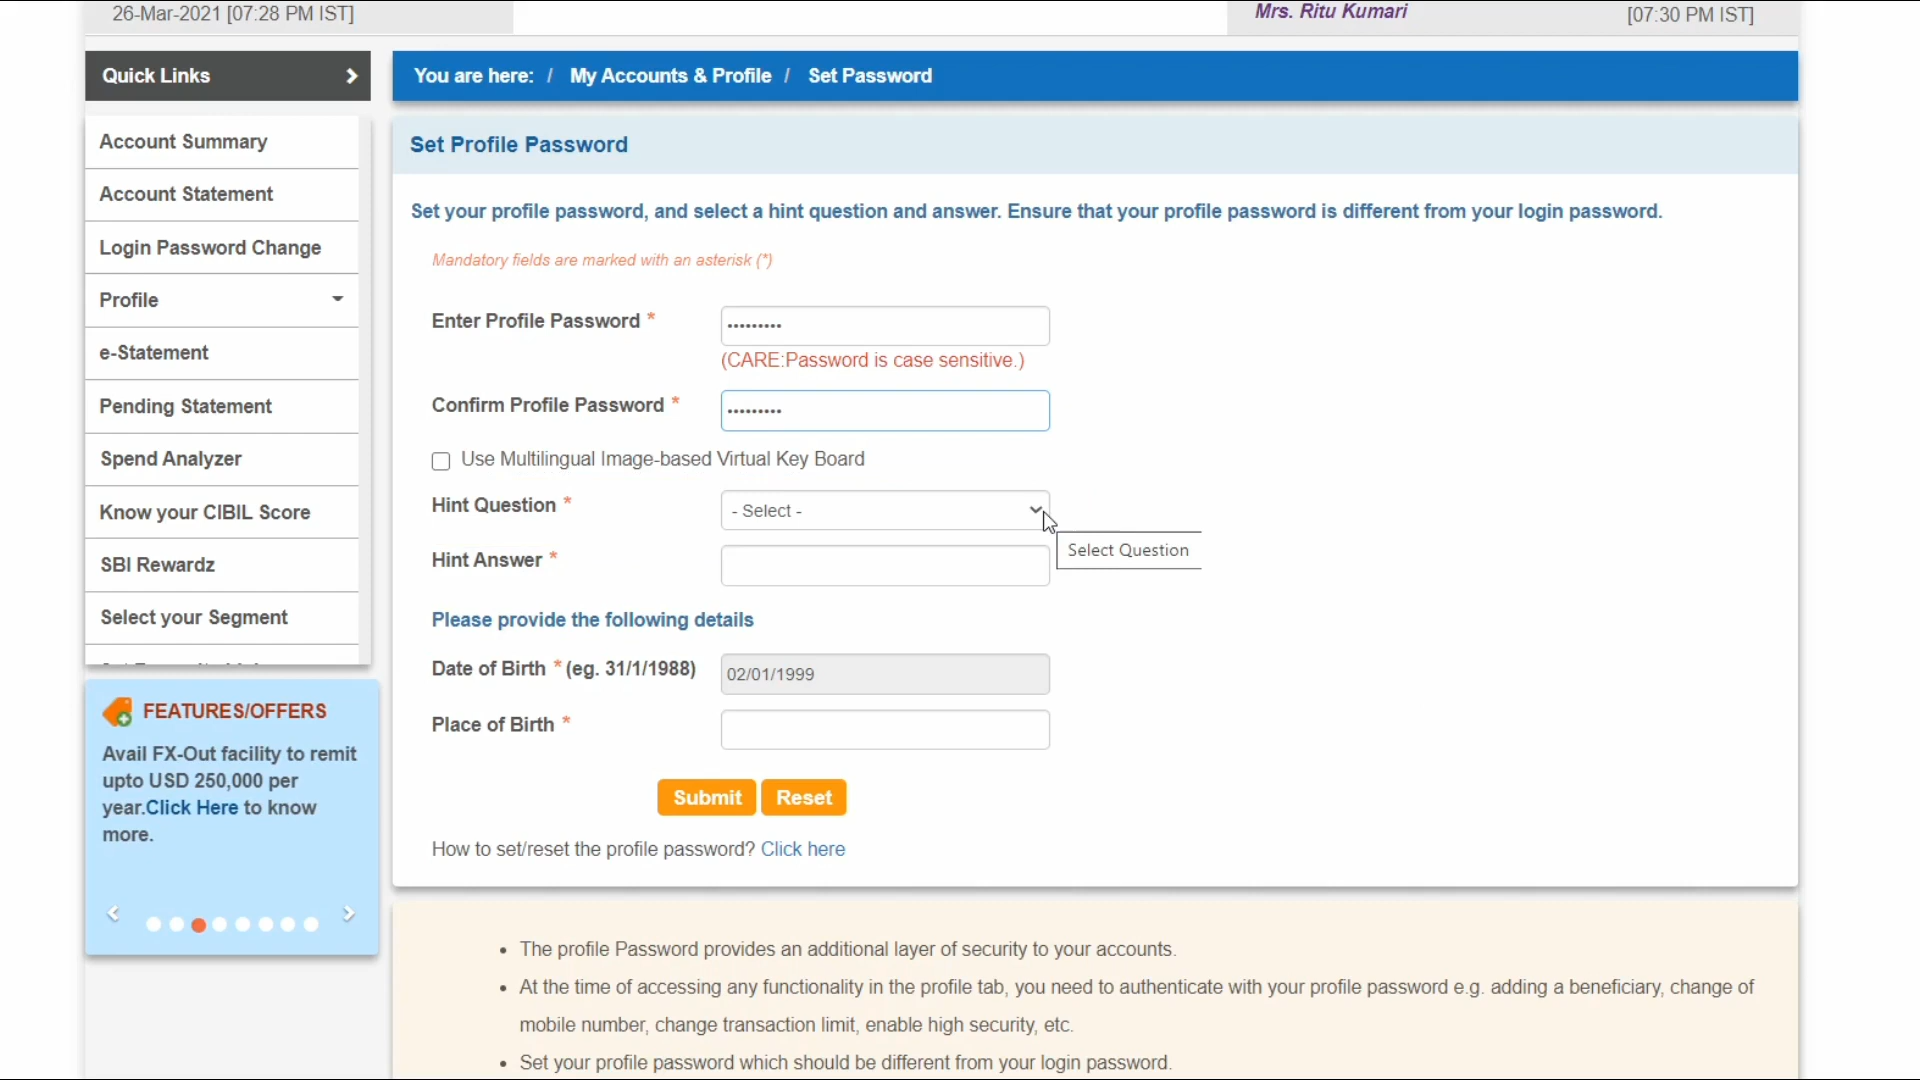 26-Mar-2021 [07:28 PM IST]
Mrs. Ritu Kumari
[07:30 PM IST]
Quick Links
You are here: / My Accounts & Profile / Set Password
Account Summary
Account Statement
Login Password Change
Profile
e-Statement
Pending Statement
Spend Analyzer
Know your CIBIL Score
SBI Rewardz
Select your Segment
FEATURES/OFFERS
Avail FX-Out facility to remit
upto USD 250,000 per
year.Click Here to know
more.
Set Profile Password
Set your profile password, and select a hint question and answer. Ensure that your profile password is different from your login password.
Mandatory fields are marked with an asterisk (*)
Enter Profile Password * •••••••••
(CARE:Password is case sensitive.)
Confirm Profile Password * •••••••••
Use Multilingual Image-based Virtual Key Board
Hint Question * - Select -
Select Question
Hint Answer *
Please provide the following details
Date of Birth * (eg. 31/1/1988) 02/01/1999
Place of Birth *
Submit Reset
How to set/reset the profile password? Click here
• The profile Password provides an additional layer of security to your accounts.
• At the time of accessing any functionality in the profile tab, you need to authenticate with your profile password e.g. adding a beneficiary, change of
mobile number, change transaction limit, enable high security, etc.
• Set your profile password which should be different from your login password.